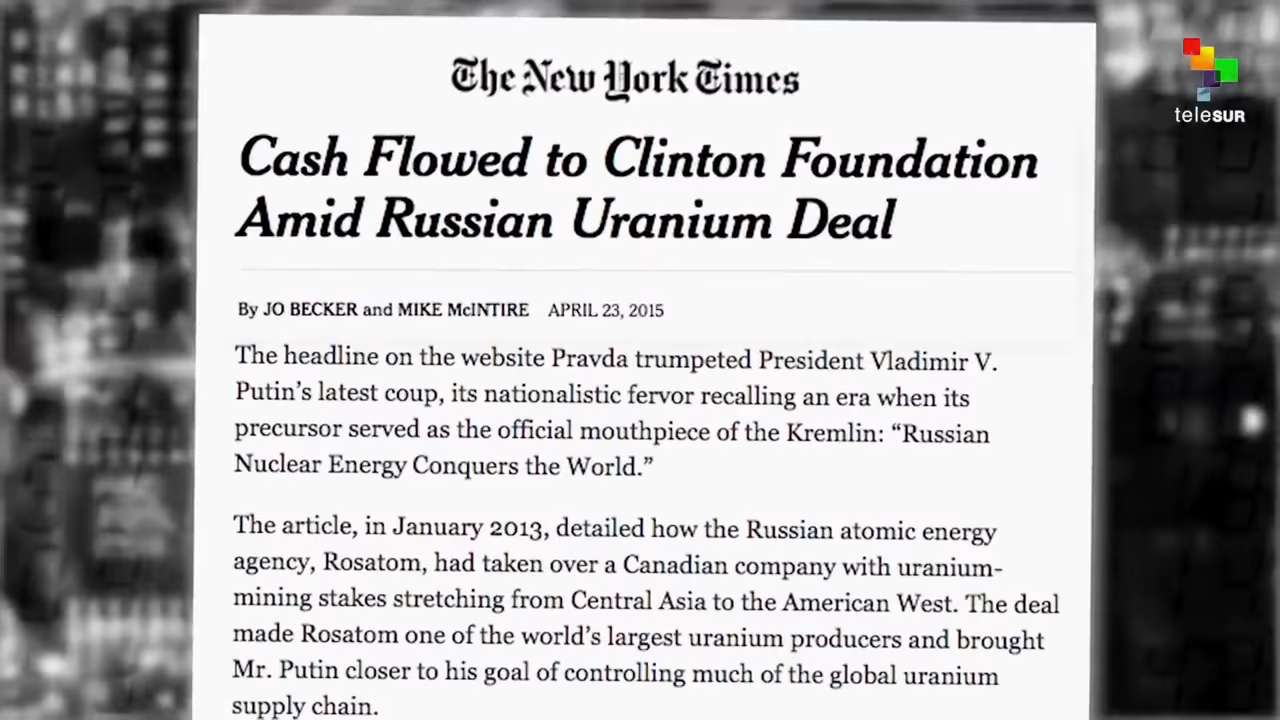 The New York Times
teleSUR
Cash Flowed to Clinton Foundation
Amid Russian Uranium Deal
By JO BECKER and MIKE McINTIRE APRIL 23, 2015
The headline on the website Pravda trumpeted President Vladimir V.
Putin’s latest coup, its nationalistic fervor recalling an era when its
precursor served as the official mouthpiece of the Kremlin: “Russian
Nuclear Energy Conquers the World.”
The article, in January 2013, detailed how the Russian atomic energy
agency, Rosatom, had taken over a Canadian company with uranium-
mining stakes stretching from Central Asia to the American West. The deal
made Rosatom one of the world’s largest uranium producers and brought
Mr. Putin closer to his goal of controlling much of the global uranium
supply chain.